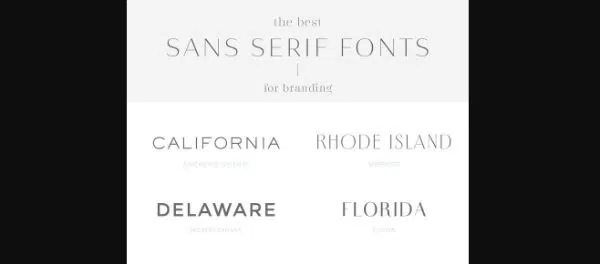 the best
SANS SERIF FONTS
for branding
CALIFORNIA
RHODE ISLAND
DELAWARE
FLORIDA